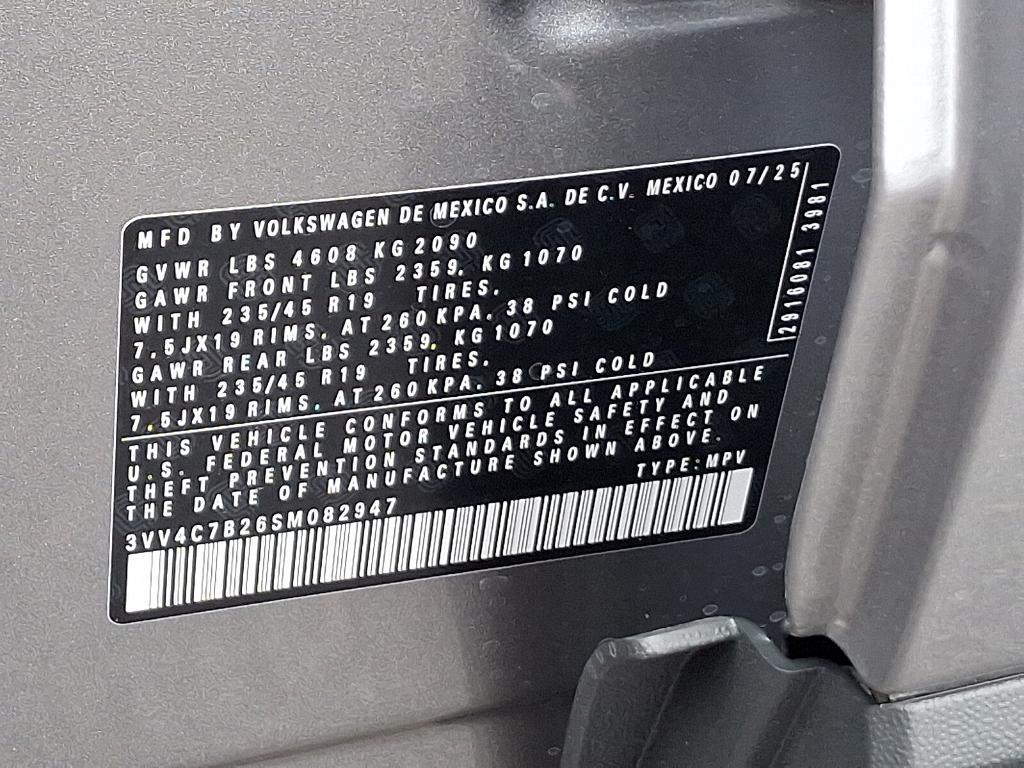 MFD BY VOLKSWAGEN DE MEXICO S.A. DE C.V. MEXICO 07/25
GVWR LBS 4608 KG 2090
GAWR FRONT LBS 2359. KG 1070
WITH 235/45 R19 TIRES.
7.5JX19 RIMS. AT 260 KPA. 38 PSI COLD
GAWR REAR LBS 2359. KG 1070
WITH 235/45 R19 TIRES.
7.5JX19 RIMS. AT 260 KPA. 38 PSI COLD
2916081 3981
THIS VEHICLE CONFORMS TO ALL APPLICABLE
U.S. FEDERAL MOTOR VEHICLE SAFETY AND
THEFT PREVENTION STANDARDS IN EFFECT ON
THE DATE OF MANUFACTURE SHOWN ABOVE.
TYPE: MPV
3VV4C7B26SM082947